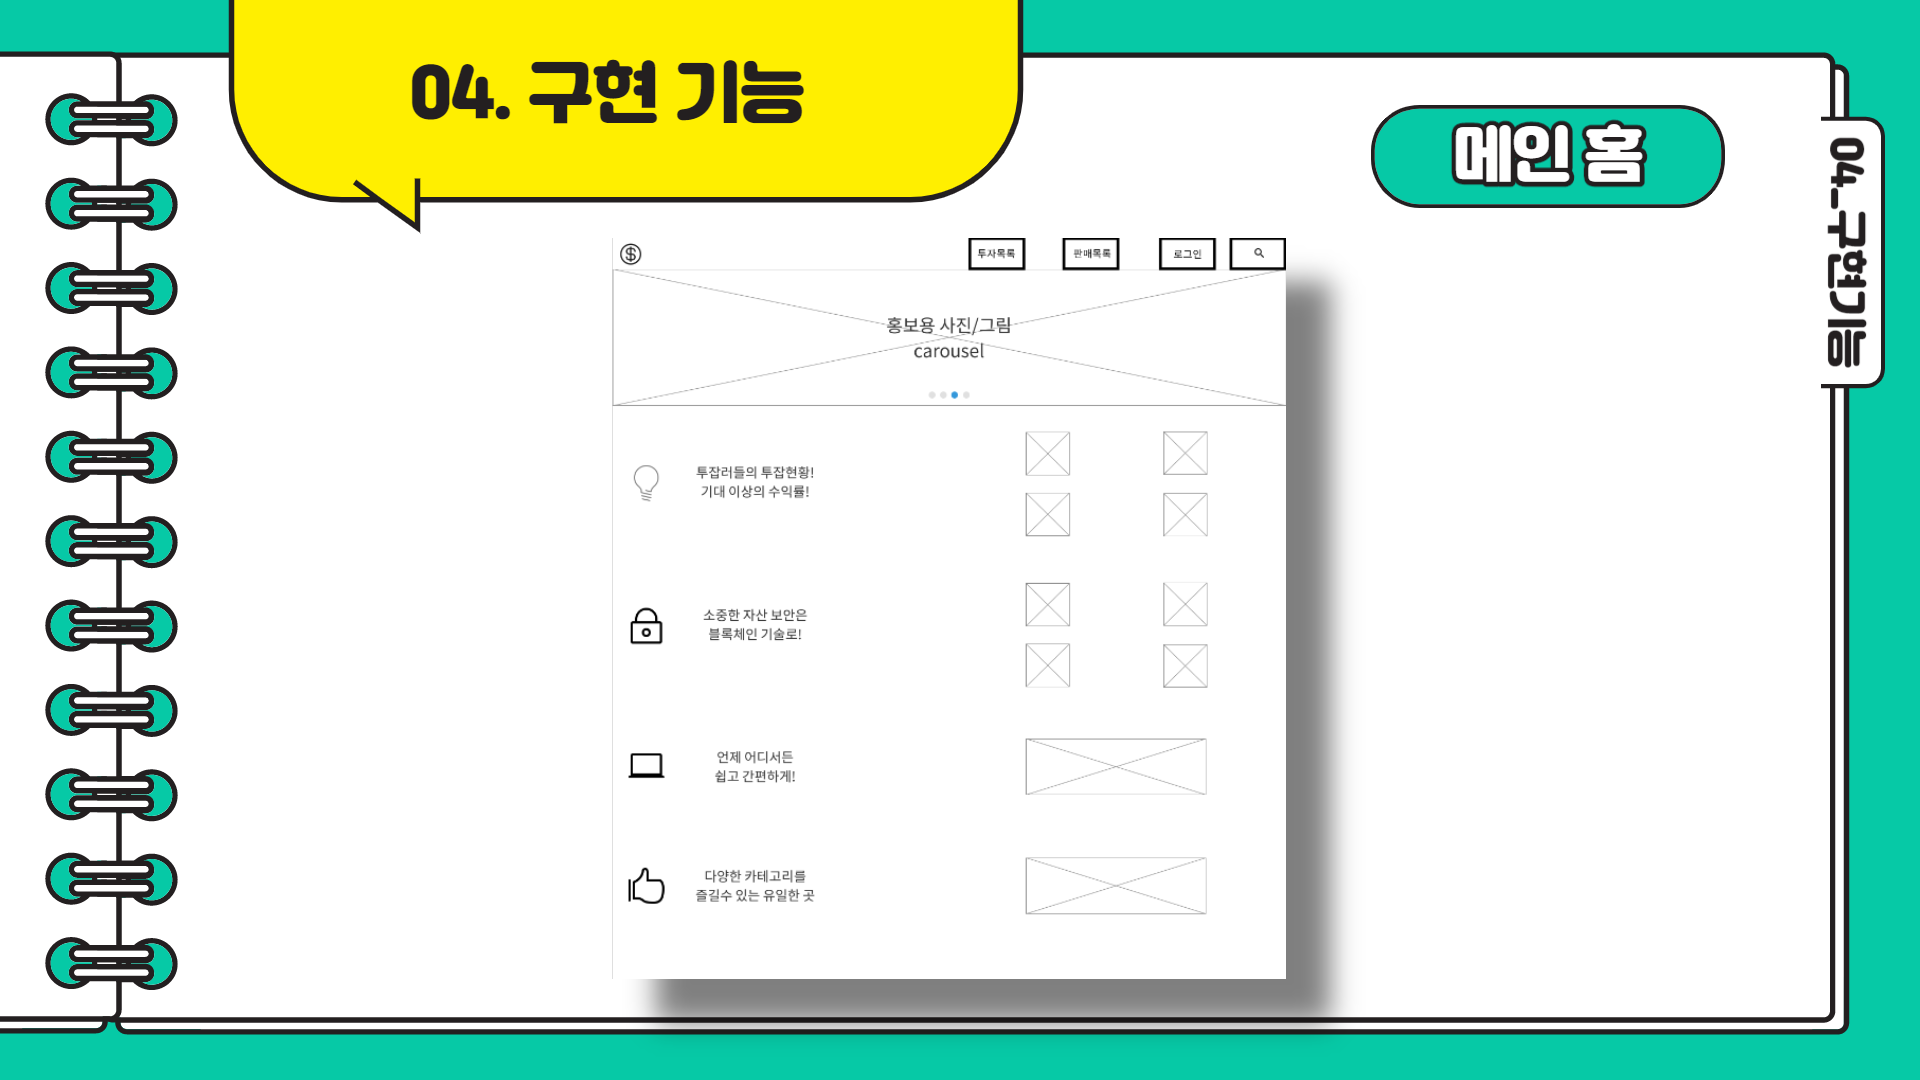 04. 구현 기능
메인 홈
04_구현기능
투자목록
판매목록
로그인
홍보용 사진/그림
carousel
투잡러들의 투잡현황!
기대 이상의 수익률!
소중한 자산 보안은
블록체인 기술로!
언제 어디서든
쉽고 간편하게!
다양한 카테고리를
즐길수 있는 유일한 곳